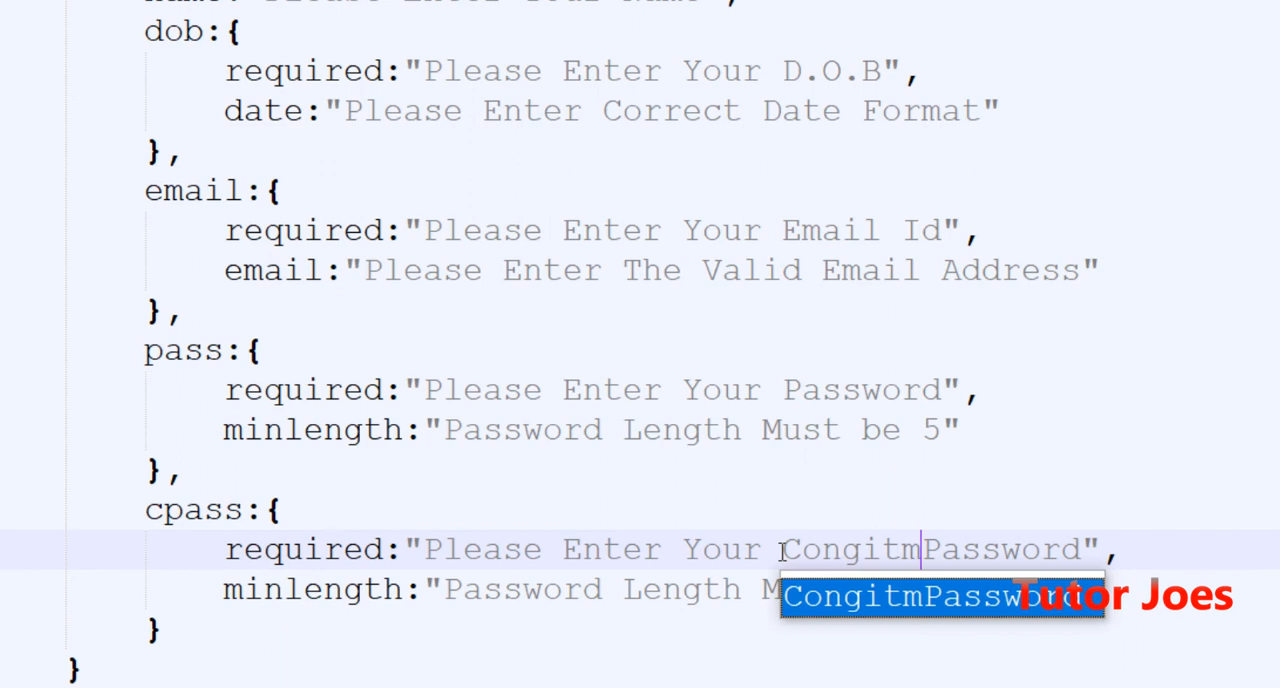 dob:{
required:"Please Enter Your D.O.B",
date:"Please Enter Correct Date Format"
},
email:{
required:"Please Enter Your Email Id",
email:"Please Enter The Valid Email Address"
},
pass:{
required:"Please Enter Your Password",
minlength:"Password Length Must be 5"
},
cpass:{
required:"Please Enter Your CongitmPassword",
minlength:"Password Length
CongitmPassword
Tutor Joes
}
}